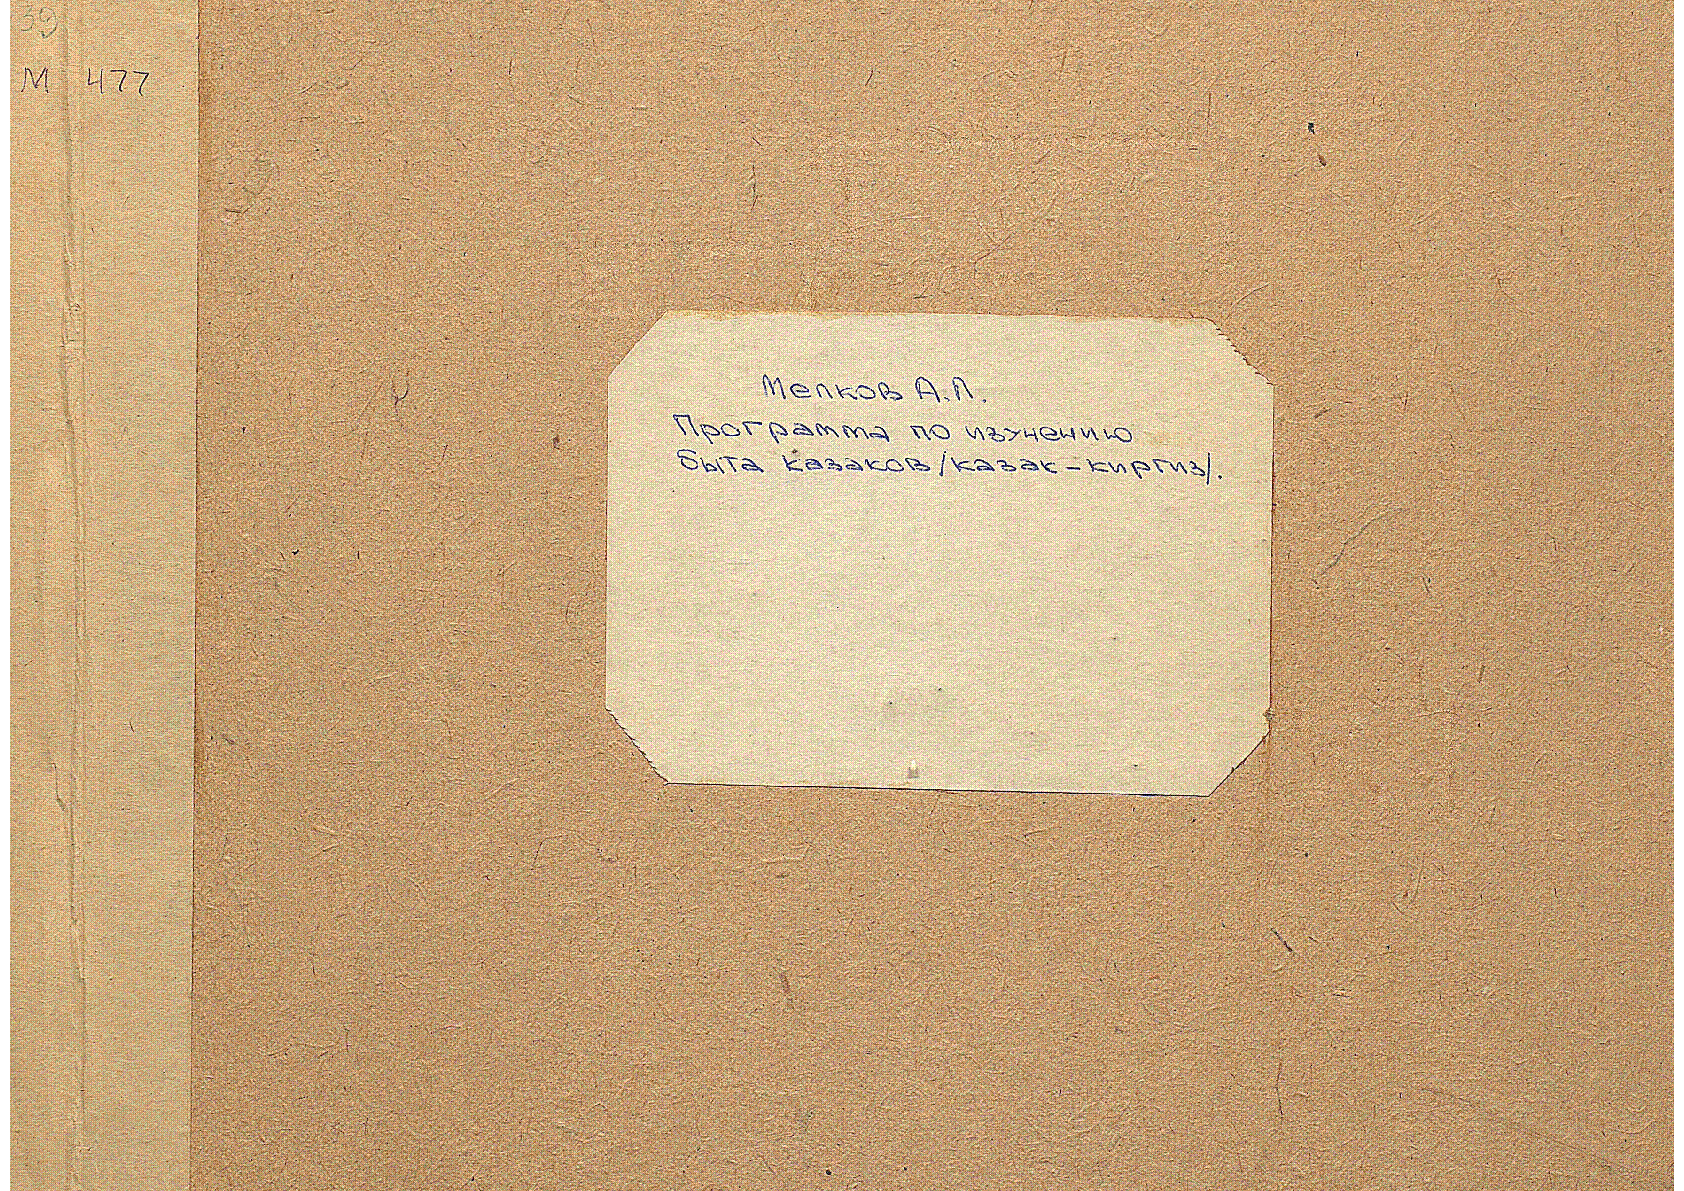 39
М 477
Мелков А.Л.
Программа по изучению
быта казаков /казак-киргиз/.